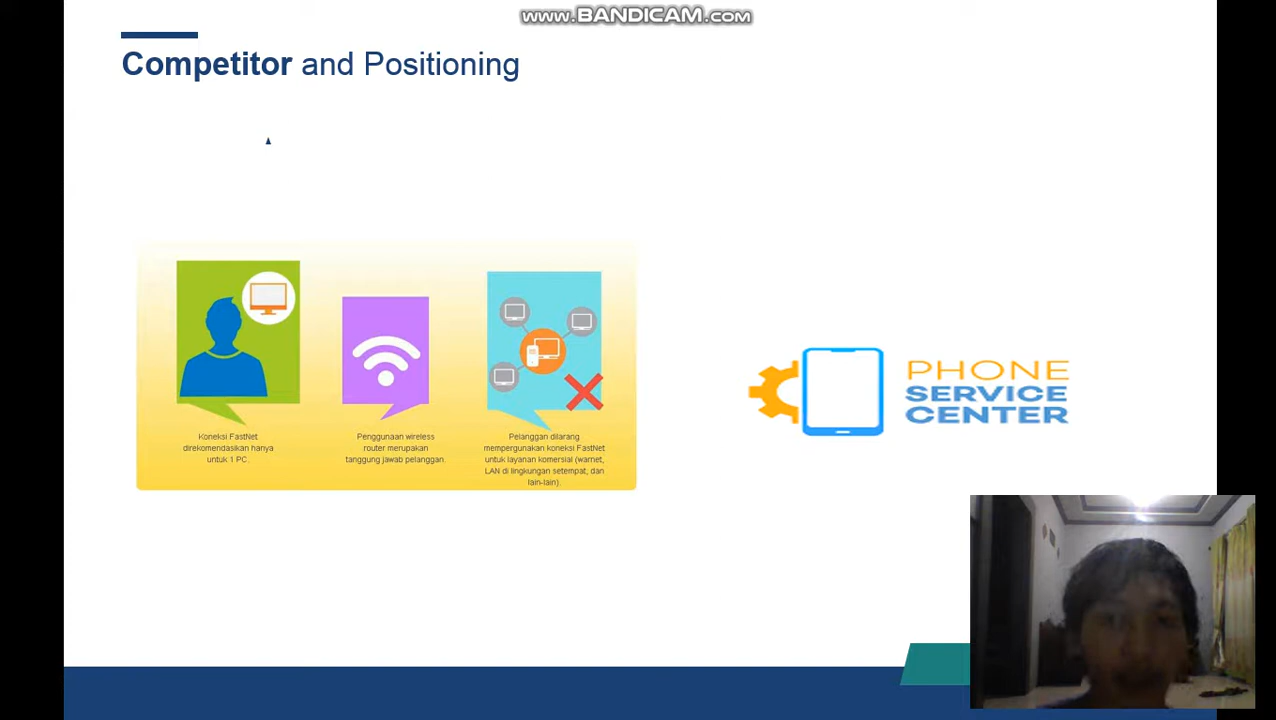 www.BANDICAM.com
Competitor and Positioning
Koneksi FastNet
direkomendasikan hanya
untuk 1 PC.
Penggunaan wireless
router merupakan
tanggung jawab pelanggan.
Pelanggan dilarang
mempergunakan koneksi FastNet
untuk layanan komersial (warnet,
LAN di lingkungan setempat, dan
lain-lain).
PHONE
SERVICE
CENTER